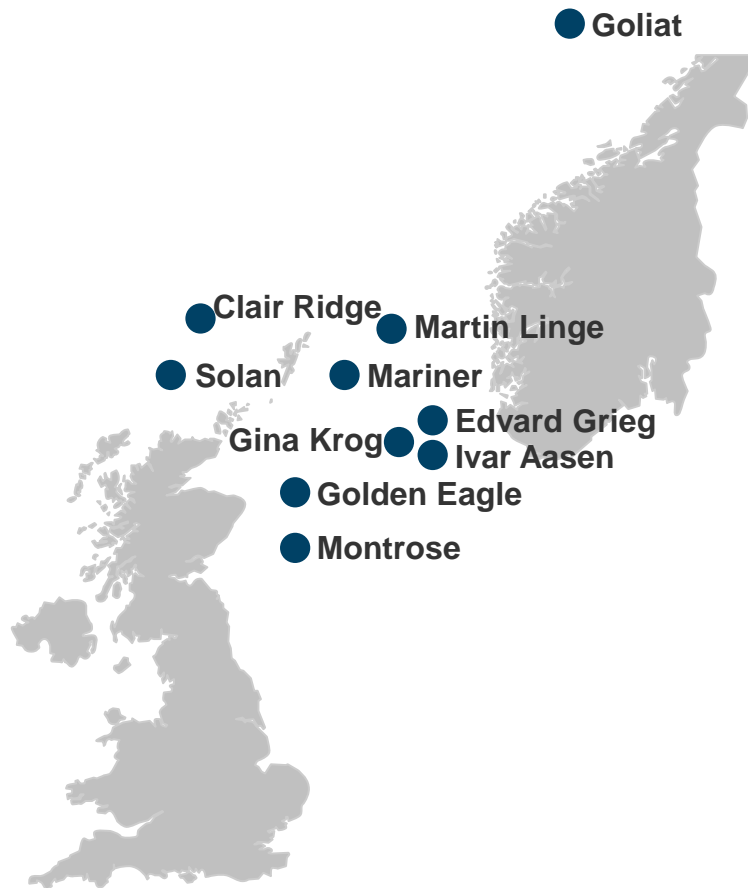 Goliat
Clair Ridge
Martin Linge
Solan
Mariner
Edvard Grieg
Gina Krog
Ivar Aasen
Golden Eagle
Montrose